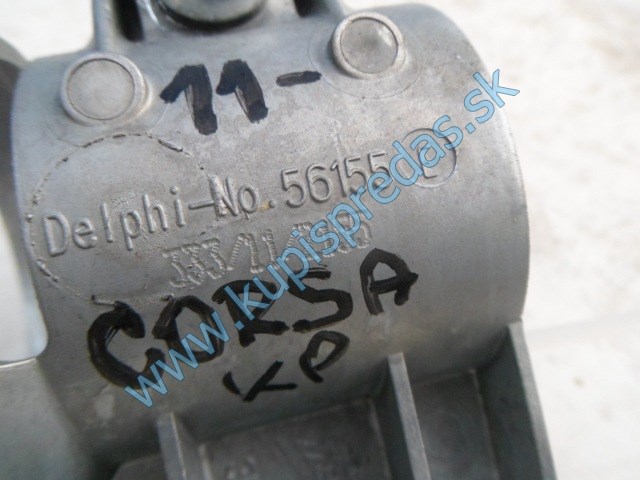 11-
Delphi-No. 56155
CORSA
KP
www.kupispredas.sk